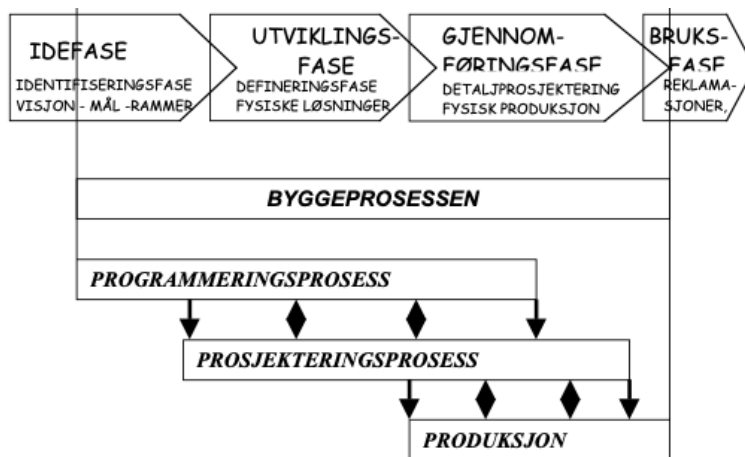 IDEFASE
IDENTIFISERINGSFASE
VISJON - MÅL -RAMMER
UTVIKLINGS-
FASE
DEFINERINGSFASE
FYSISKE LØSNINGER
GJENNOM-
FØRINGSFASE
DETALJPROSJEKTERING
FYSISK PRODUKSJON
BRUKS-
FASE
REKLAMA-
SJONER,
BYGGEPROSESSEN
PROGRAMMERINGSPROSESS
PROSJEKTERINGSPROSESS
PRODUKSJON